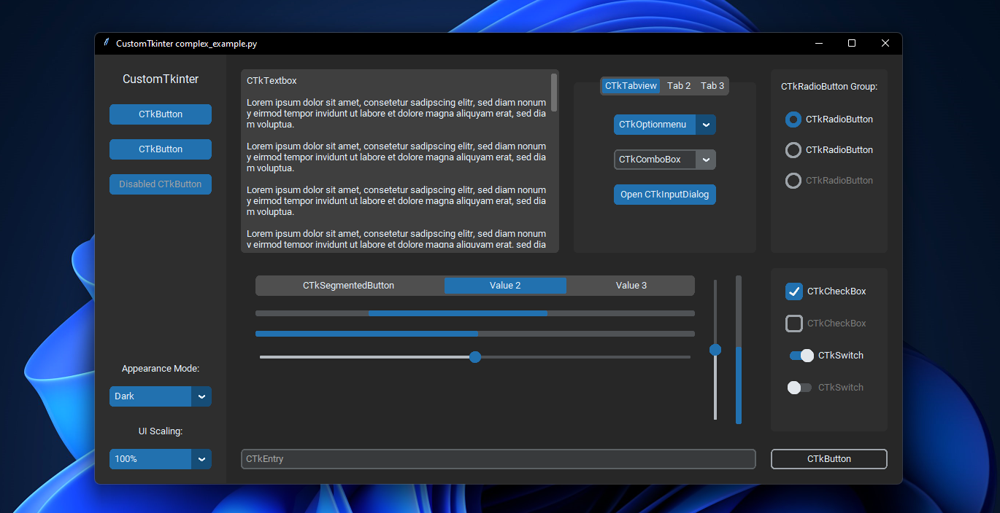 CustomTkinter complex_example.py
CustomTkinter
CTkButton
CTkButton
Disabled CTkButton
Appearance Mode:
Dark
UI Scaling:
100%
CTkTextbox
Lorem ipsum dolor sit amet, consetetur sadipscing elitr, sed diam nonum
y eirmod tempor invidunt ut labore et dolore magna aliquyam erat, sed dia
m voluptua.
Lorem ipsum dolor sit amet, consetetur sadipscing elitr, sed diam nonum
y eirmod tempor invidunt ut labore et dolore magna aliquyam erat, sed dia
m voluptua.
Lorem ipsum dolor sit amet, consetetur sadipscing elitr, sed diam nonum
y eirmod tempor invidunt ut labore et dolore magna aliquyam erat, sed dia
m voluptua.
Lorem ipsum dolor sit amet, consetetur sadipscing elitr, sed diam nonum
y eirmod tempor invidunt ut labore et dolore magna aliquyam erat, sed dia
CTkTabview Tab 2 Tab 3
CTkOptionmenu
CTkComboBox
Open CTkInputDialog
CTkRadioButton Group:
CTkRadioButton
CTkRadioButton
CTkRadioButton
CTkSegmentedButton Value 2 Value 3
CTkCheckBox
CTkCheckBox
CTkSwitch
CTkSwitch
CTkEntry
CTkButton